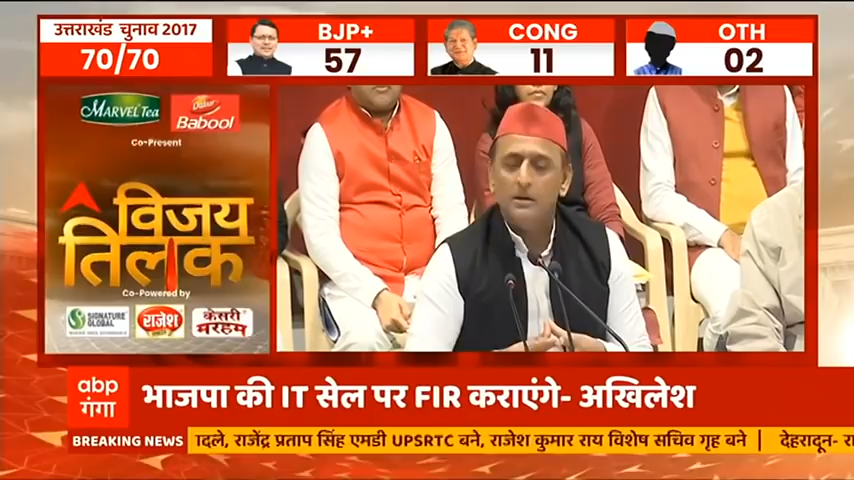 उत्तराखंड चुनाव 2017
70/70
BJP+
57
CONG
11
OTH
02
MARVEL TEA
Dabur
BABOOL
Co-Present
विजय
तिलक
Co-Powered by
SIGNATURE GLOBAL
राजेश
केसरी मरहम
abp
गंगा
भाजपा की IT सेल पर FIR कराएंगे- अखिलेश
BREAKING NEWS
ादले, राजेंद्र प्रताप सिंह एमडी UPSRTC बने, राजेश कुमार राय विशेष सचिव गृह बने | देहरादून-